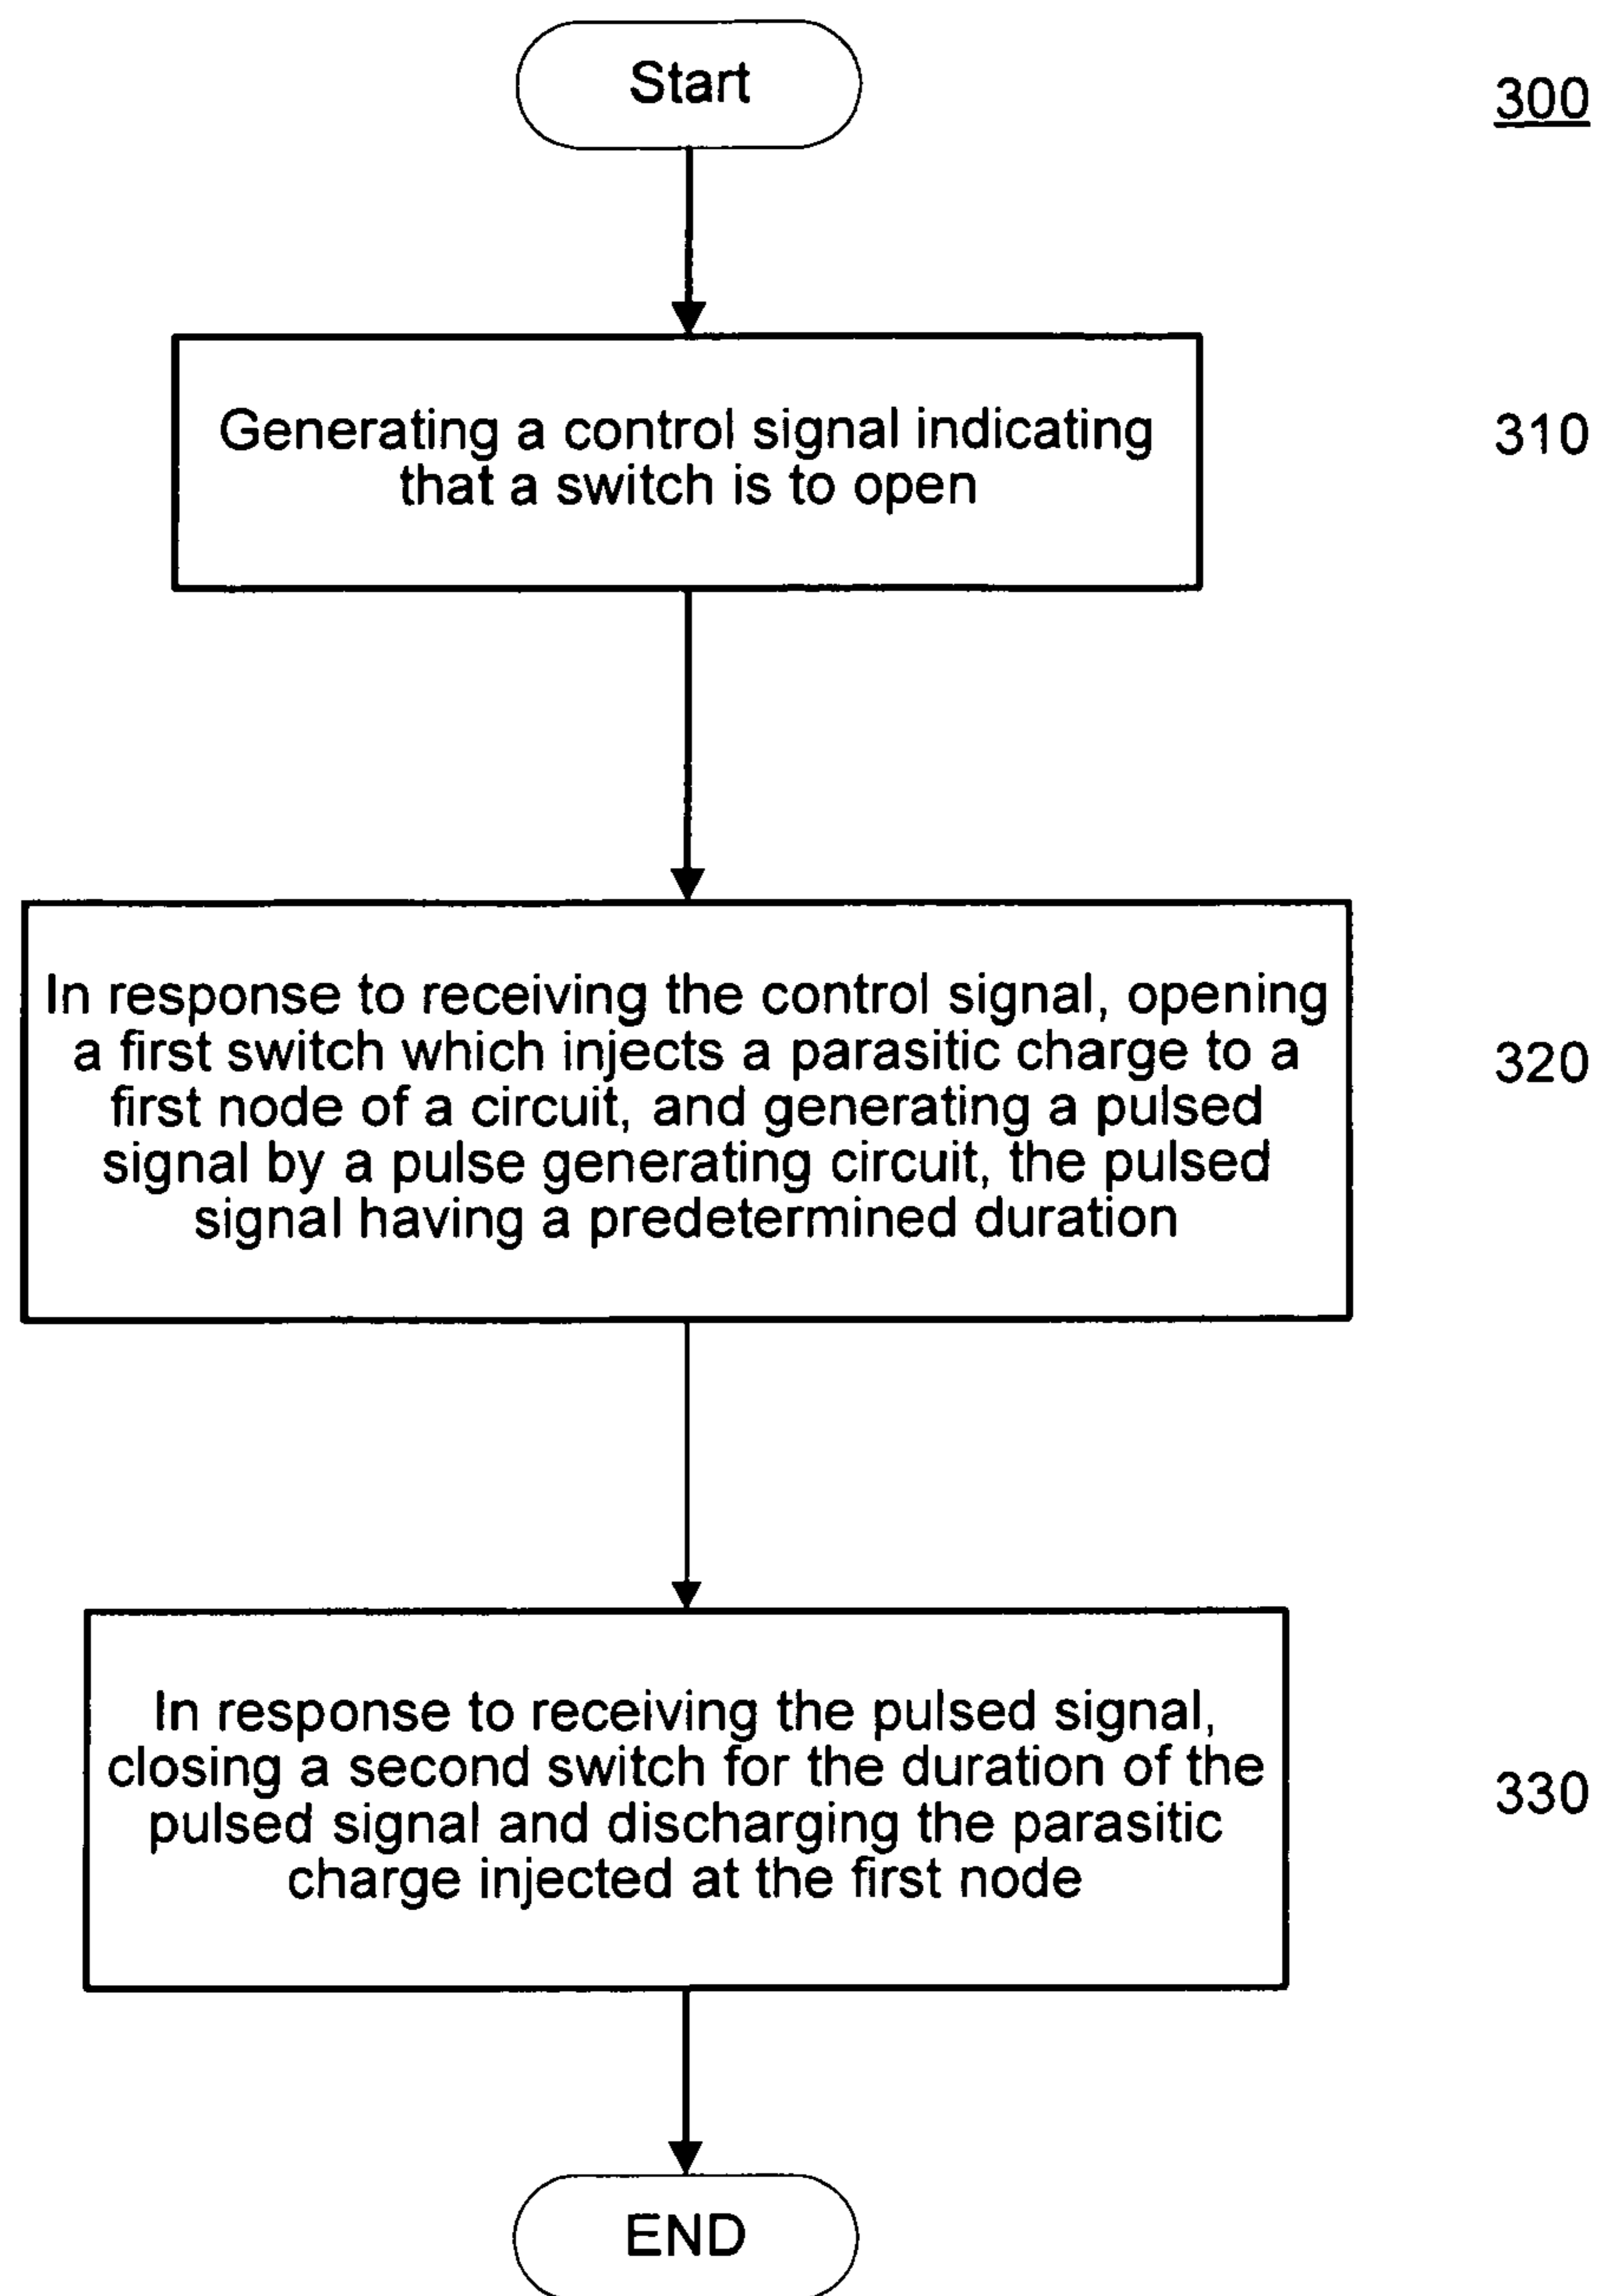 Start
300
Generating a control signal indicating
that a switch is to open
310
In response to receiving the control signal, opening
a first switch which injects a parasitic charge to a
first node of a circuit, and generating a pulsed
signal by a pulse generating circuit, the pulsed
signal having a predetermined duration
320
In response to receiving the pulsed signal,
closing a second switch for the duration of the
pulsed signal and discharging the parasitic
charge injected at the first node
330
END